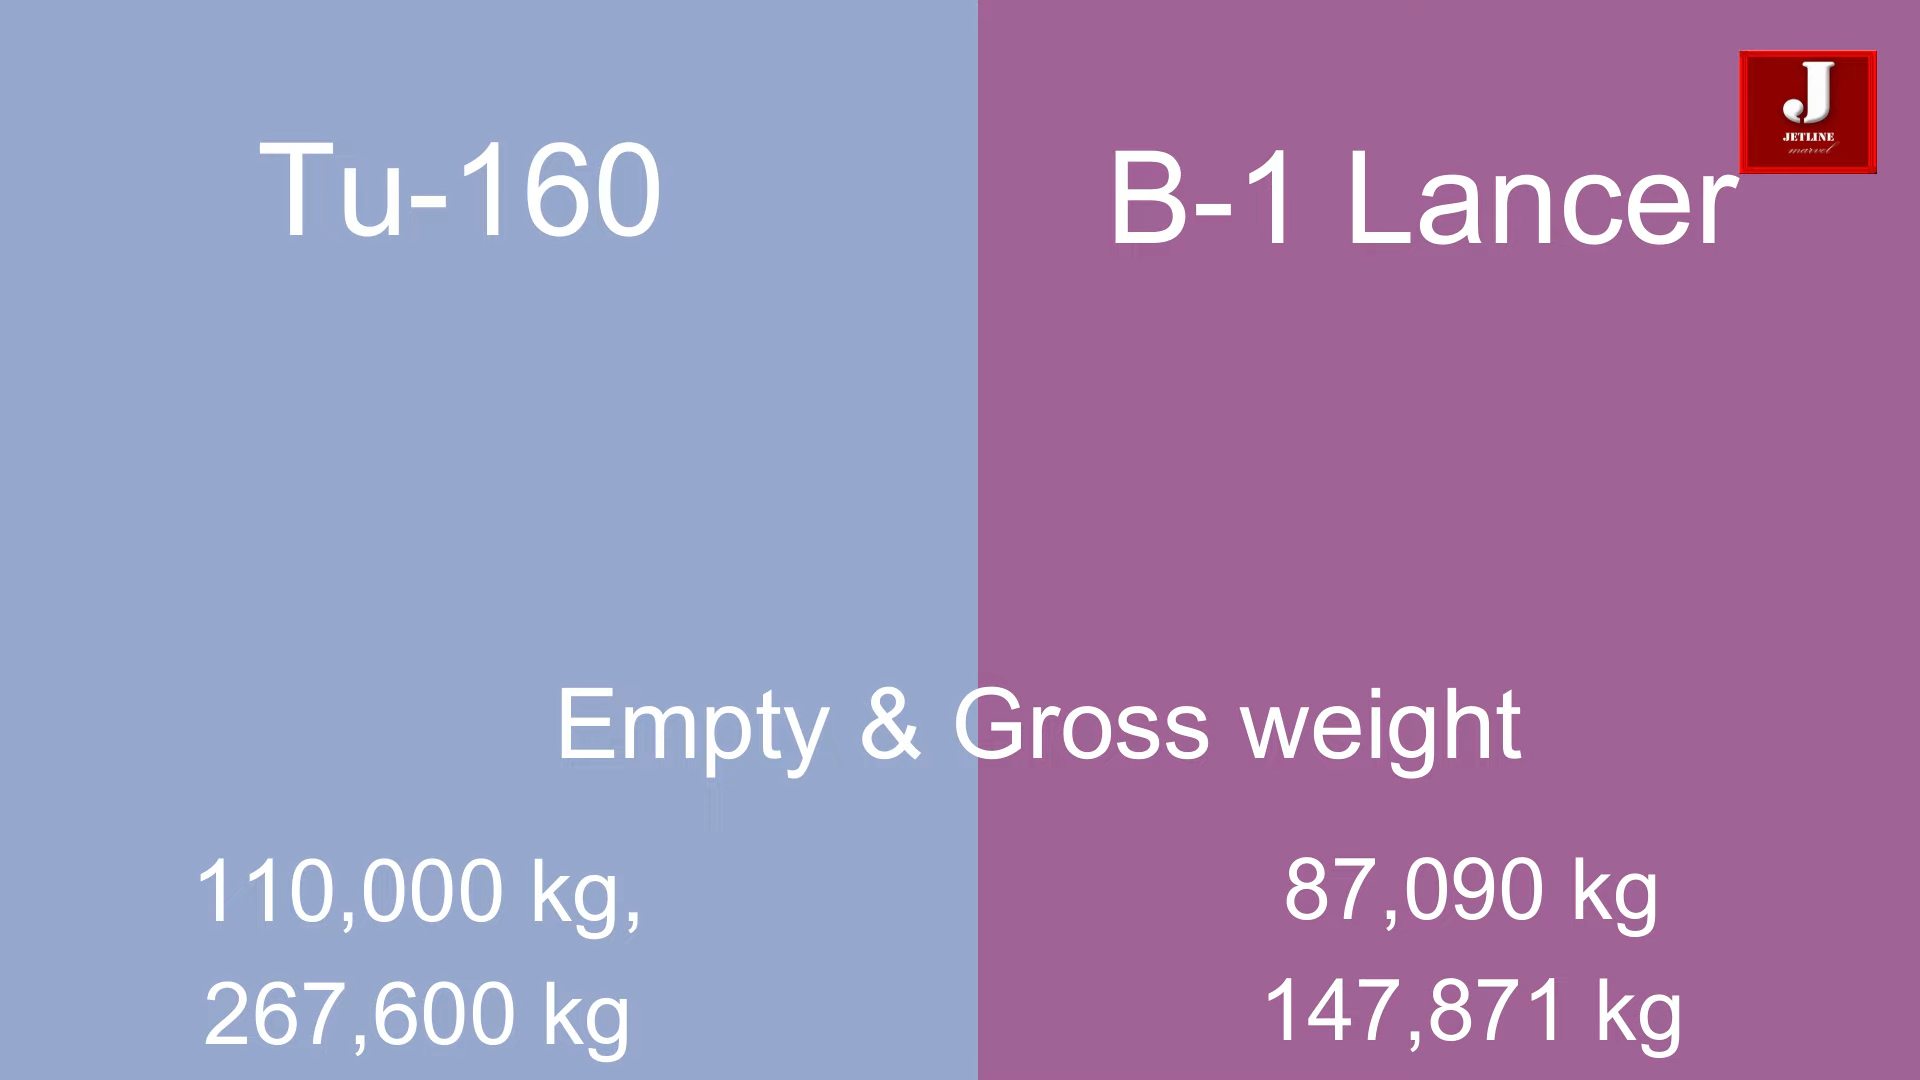 J
JETLINE
marvel
Tu-160
B-1 Lancer
Empty & Gross weight
110,000 kg,
87,090 kg
267,600 kg
147,871 kg